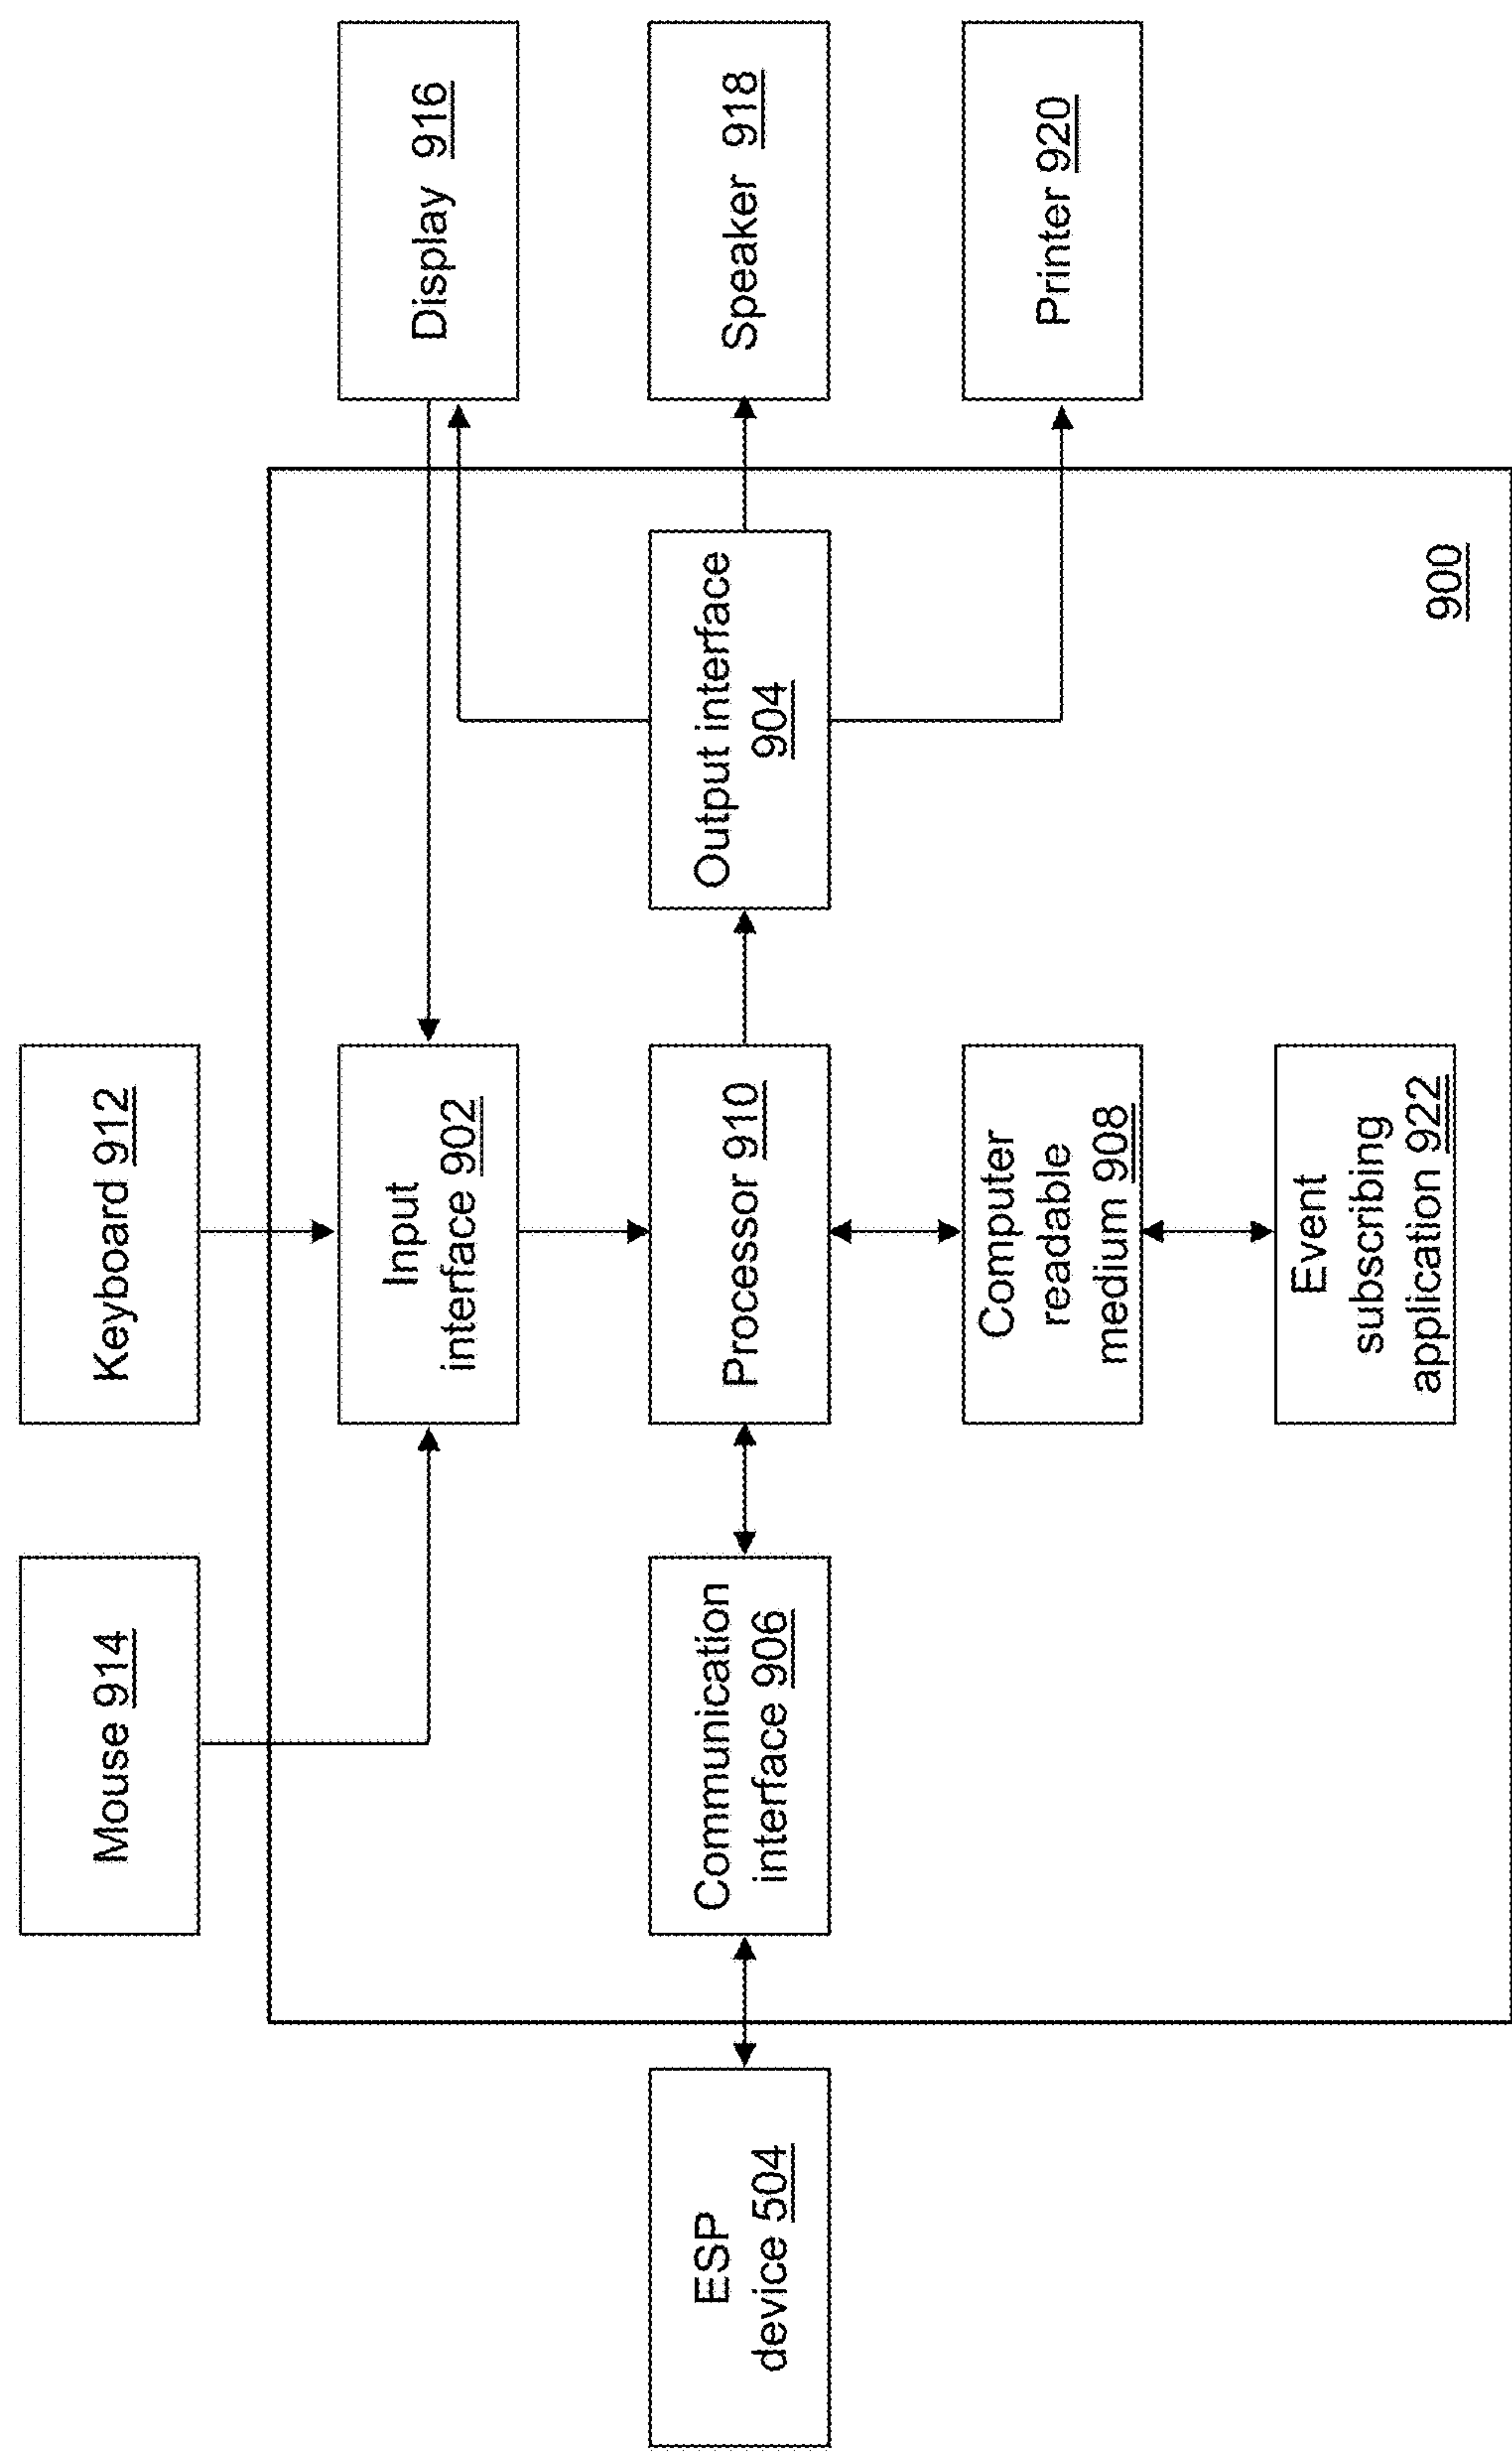 Mouse 914
Keyboard 912
Input
interface 902
Display 916
ESP
device 504
Communication
interface 906
Processor 910
Output interface
904
Speaker 918
Computer
readable
medium 908
Printer 920
Event
subscribing
application 922
900